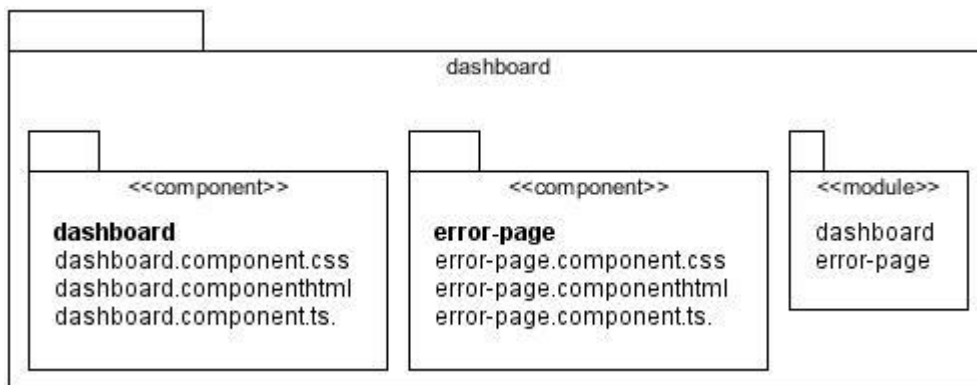 dashboard
<<component>>
dashboard
dashboard.component.css
dashboard.componenthtml
dashboard.component.ts.
<<component>>
error-page
error-page.component.css
error-page.componenthtml
error-page.component.ts.
<<module>>
dashboard
error-page